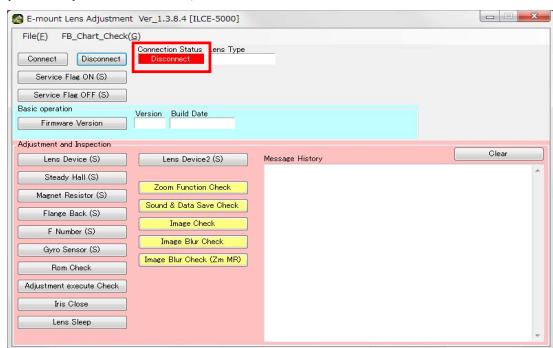 E-mount Lens Adjustment Ver_1.3.8.4 [ILCE-5000]
File(F) FB_Chart_Check(G)
Connection Status Lens Type
Connect Disconnect Disconnect
Service Flag ON (S)
Service Flag OFF (S)
Basic operation
Version Build Date
Firmware Version
Adjustment and Inspection
Lens Device (S) Lens Device2 (S) Message History Clear
Steady Hall (S)
Zoom Function Check
Magnet Resistor (S)
Sound & Data Save Check
Flange Back (S)
Image Check
F Number (S)
Image Blur Check
Gyro Sensor (S)
Image Blur Check (Zm MR)
Rom Check
Adjustment execute Check
Iris Close
Lens Sleep